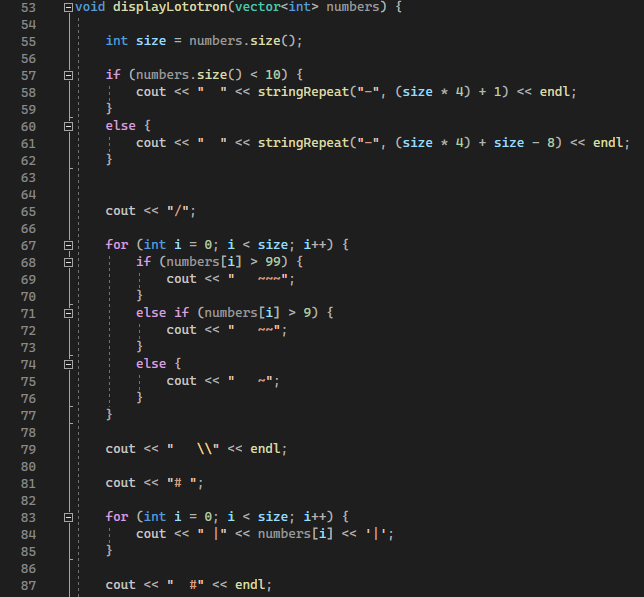 53 void displayLototron(vector<int> numbers) {
54
55     int size = numbers.size();
56
57     if (numbers.size() < 10) {
58         cout << "  " << stringRepeat("-", (size * 4) + 1) << endl;
59     }
60     else {
61         cout << "  " << stringRepeat("-", (size * 4) + size - 8) << endl;
62     }
63
64
65     cout << "/";
66
67     for (int i = 0; i < size; i++) {
68         if (numbers[i] > 99) {
69             cout << "   ~~~";
70         }
71         else if (numbers[i] > 9) {
72             cout << "   ~~";
73         }
74         else {
75             cout << "   ~";
76         }
77     }
78
79     cout << "   \\" << endl;
80
81     cout << "# ";
82
83     for (int i = 0; i < size; i++) {
84         cout << " |" << numbers[i] << '|';
85     }
86
87     cout << "  #" << endl;